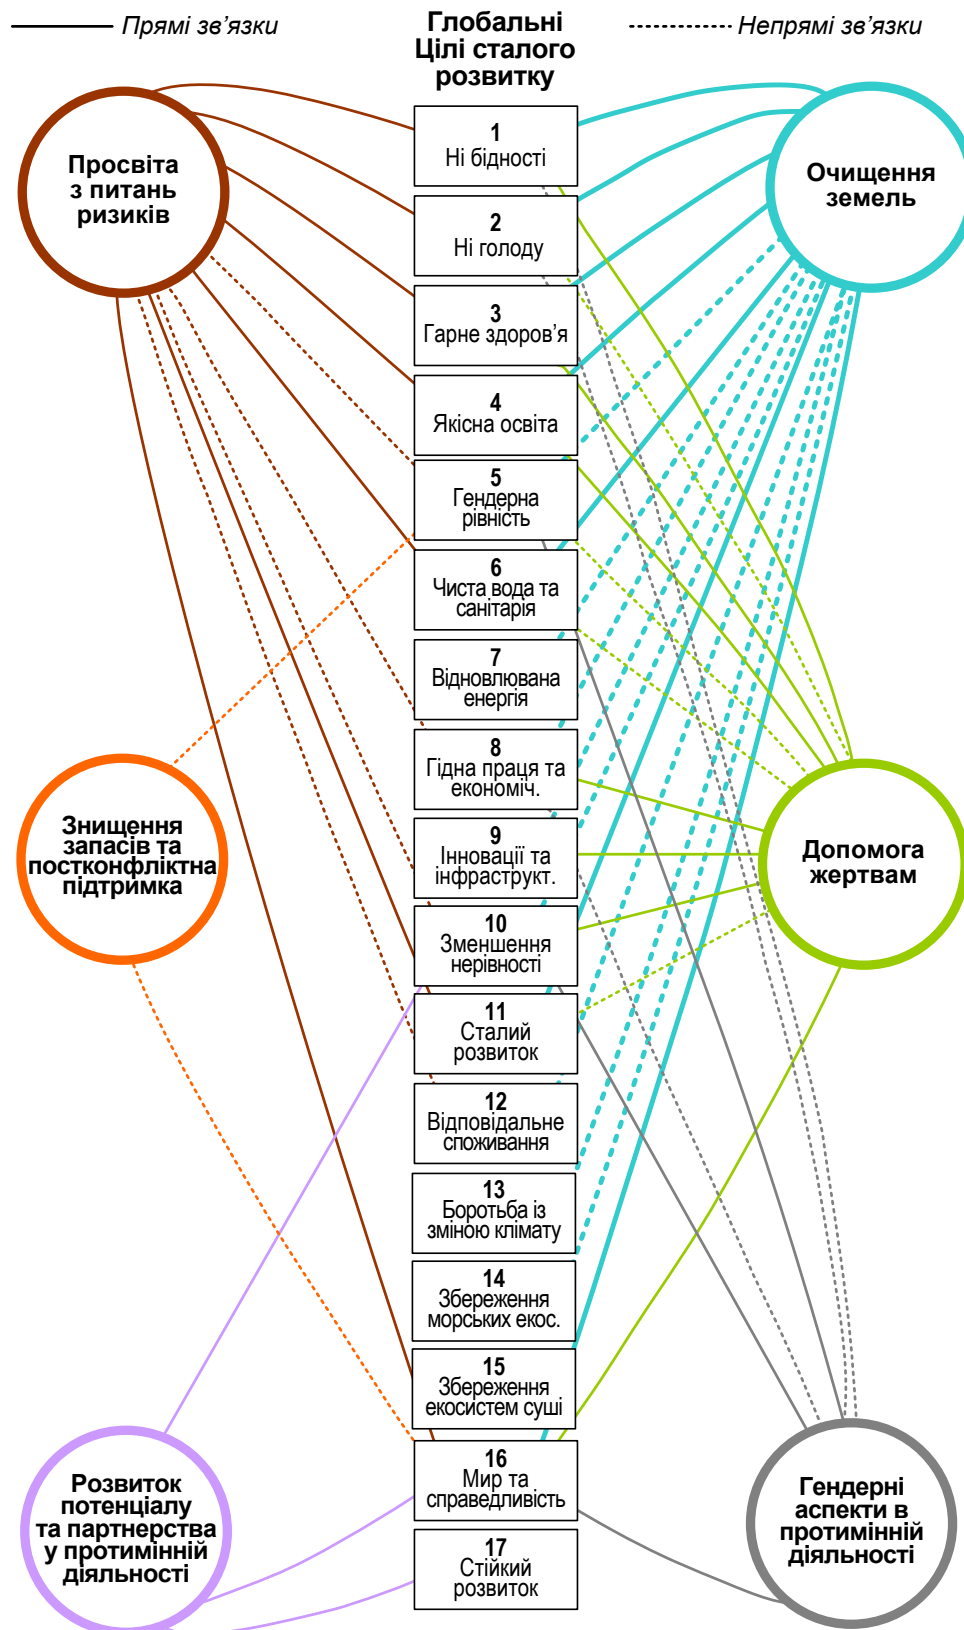 Прямі зв’язки
Глобальні
Цілі сталого
розвитку
Непрямі зв’язки
Просвіта
з питань
ризиків
Знищення
запасів та
постконфліктна
підтримка
Розвиток
потенціалу
та партнерства
у протимінній
діяльності
1
Ні бідності
2
Ні голоду
3
Гарне здоров’я
4
Якісна освіта
5
Гендерна
рівність
6
Чиста вода та
санітарія
7
Відновлювана
енергія
8
Гідна праця та
економіч.
9
Інновації та
інфраструкт.
10
Зменшення
нерівності
11
Сталий
розвиток
12
Відповідальне
споживання
13
Боротьба із
зміною клімату
14
Збереження
морських екос.
15
Збереження
екосистем суші
16
Мир та
справедливість
17
Стійкий
розвиток
Очищення
земель
Допомога
жертвам
Гендерні
аспекти в
протимінній
діяльності